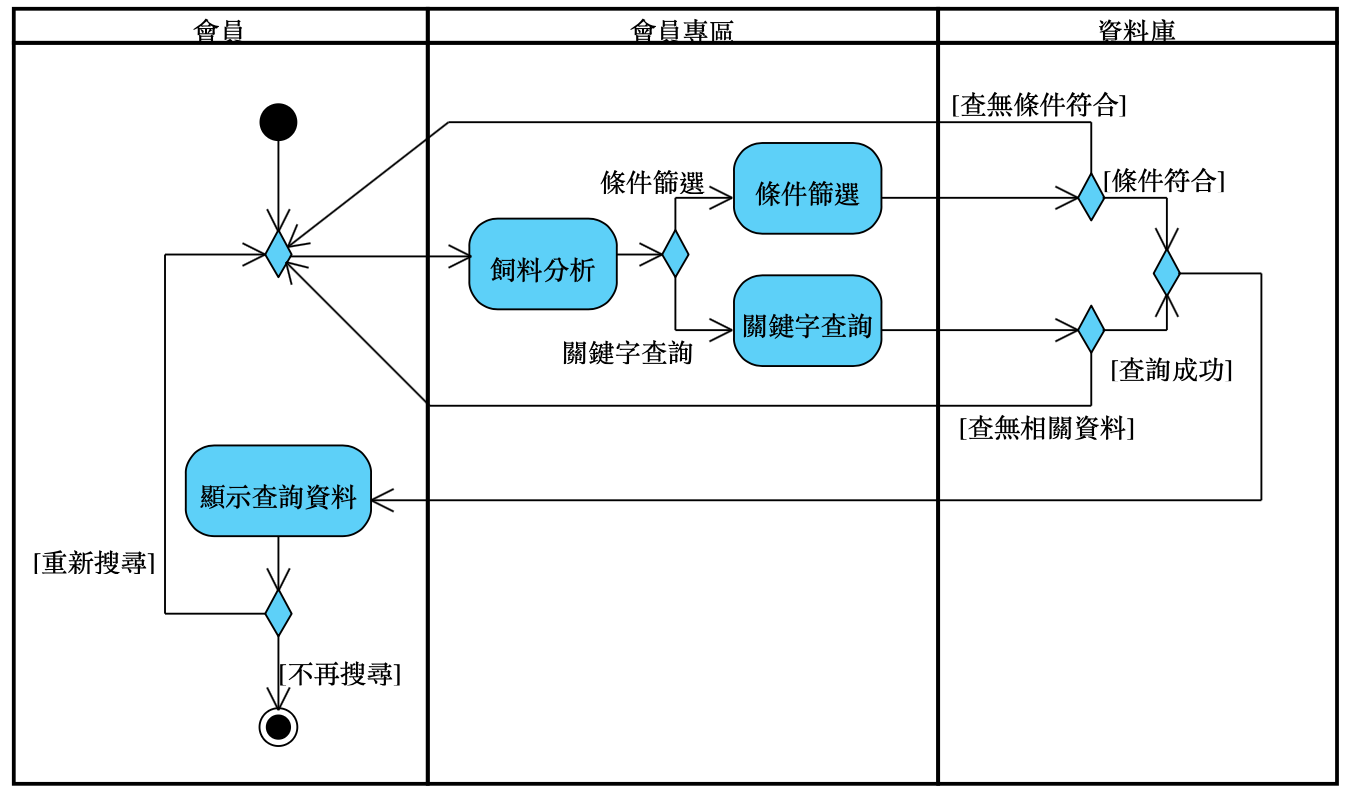 會員
會員專區
資料庫
[查無條件符合]
[條件符合]
條件篩選
條件篩選
飼料分析
關鍵字查詢
關鍵字查詢
[查詢成功]
[查無相關資料]
顯示查詢資料
[重新搜尋]
[不再搜尋]